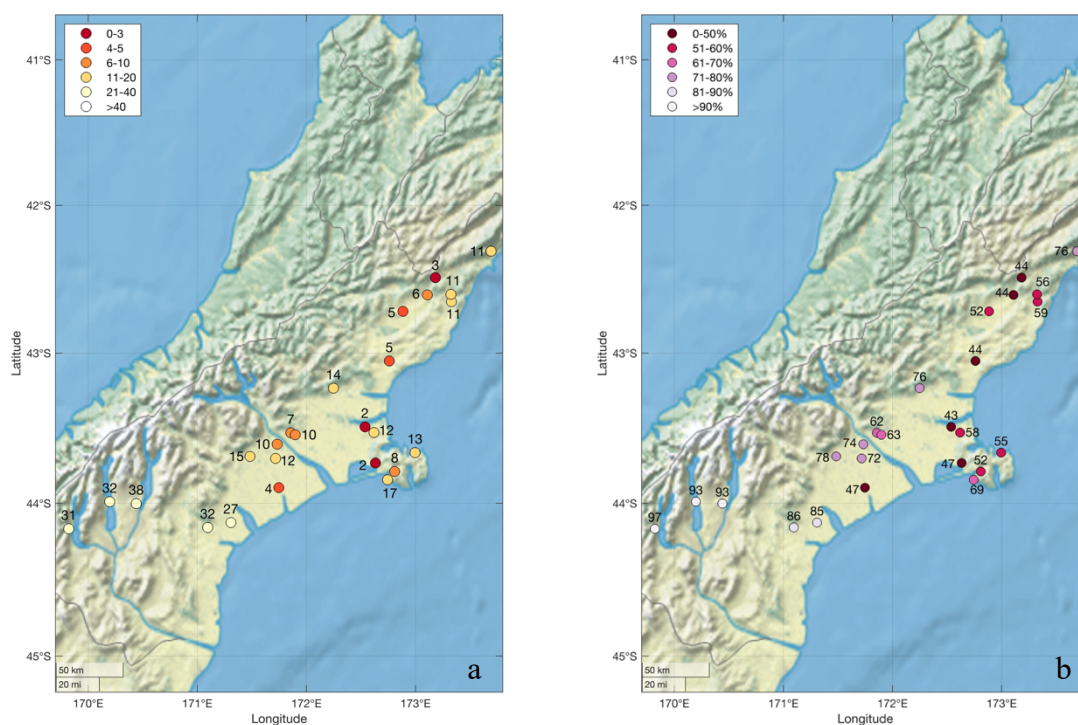 0-3
4-5
6-10
11-20
21-40
>40
41°S
42°S
43°S
44°S
45°S
Latitude
11
3
11
6
11
5
5
14
2
7
12
10
13
10
15
12
2
8
17
4
32
38
31
32
27
50 km
20 mi
a
170°E
171°E
172°E
173°E
Longitude
0-50%
51-60%
61-70%
71-80%
81-90%
>90%
41°S
42°S
43°S
44°S
45°S
Latitude
76
44
56
44
59
52
44
76
43
62
58
63
55
74
78
72
47
52
69
47
93
93
97
86
85
50 km
20 mi
b
170°E
171°E
172°E
173°E
Longitude